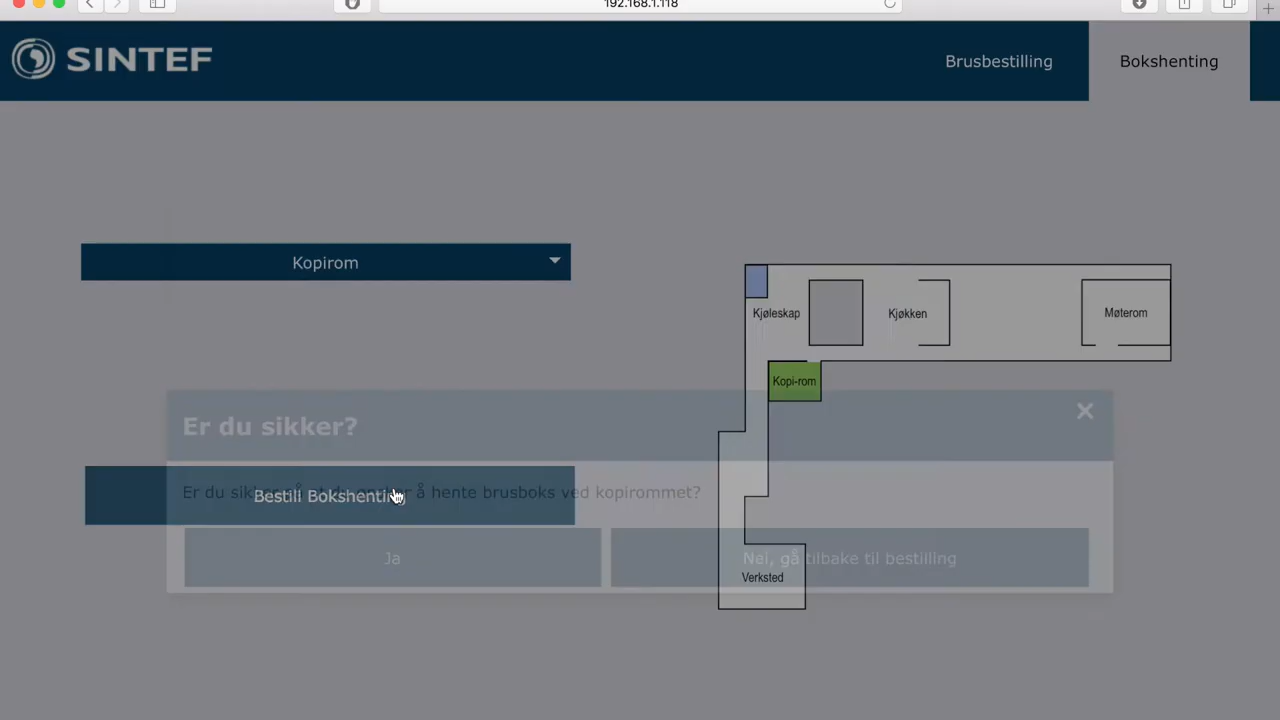 192.168.1.118
SINTEF
Brusbestilling
Bokshenting
Kopirom
Kjøleskap
Kjøkken
Møterom
Kopi-rom
Er du sikker?
Er du sikker på at du ønsker å hente brusboks ved kopirommet?
Bestill Bokshenting
Ja
Nei, gå tilbake til bestilling
Verksted